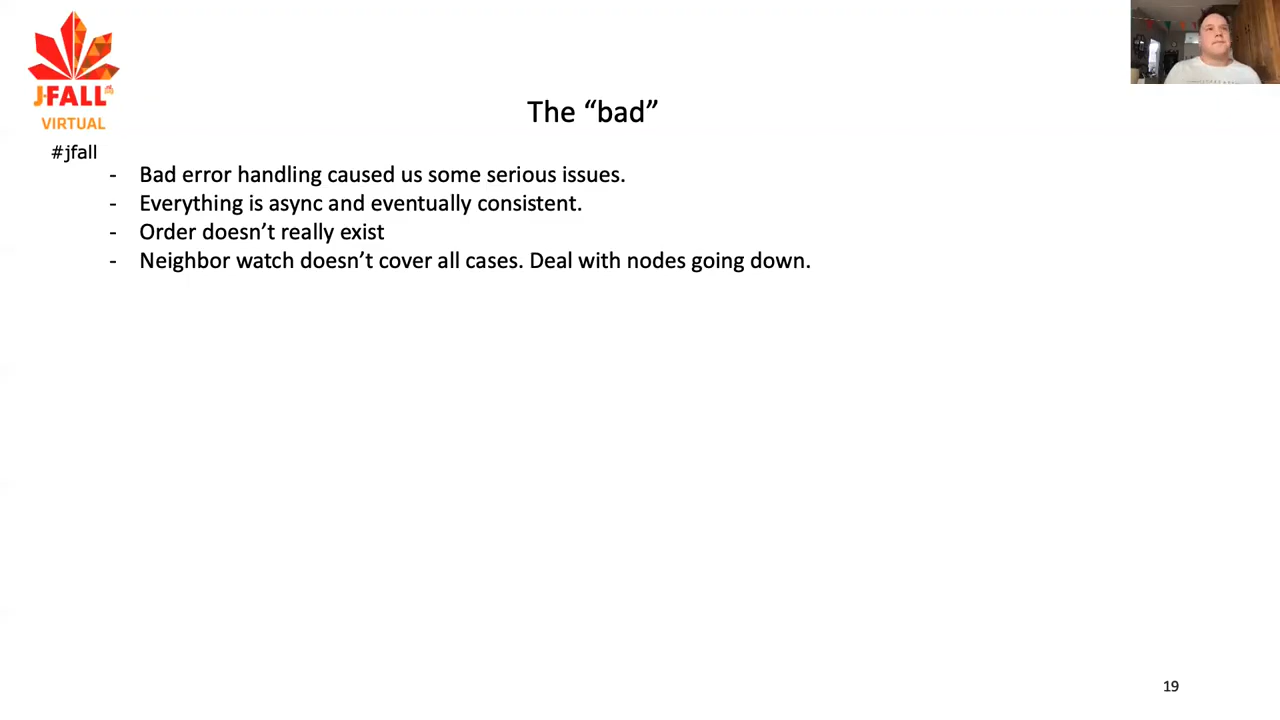 J-FALL
VIRTUAL
#jfall
The “bad”
- Bad error handling caused us some serious issues.
- Everything is async and eventually consistent.
- Order doesn’t really exist
- Neighbor watch doesn’t cover all cases. Deal with nodes going down.
19